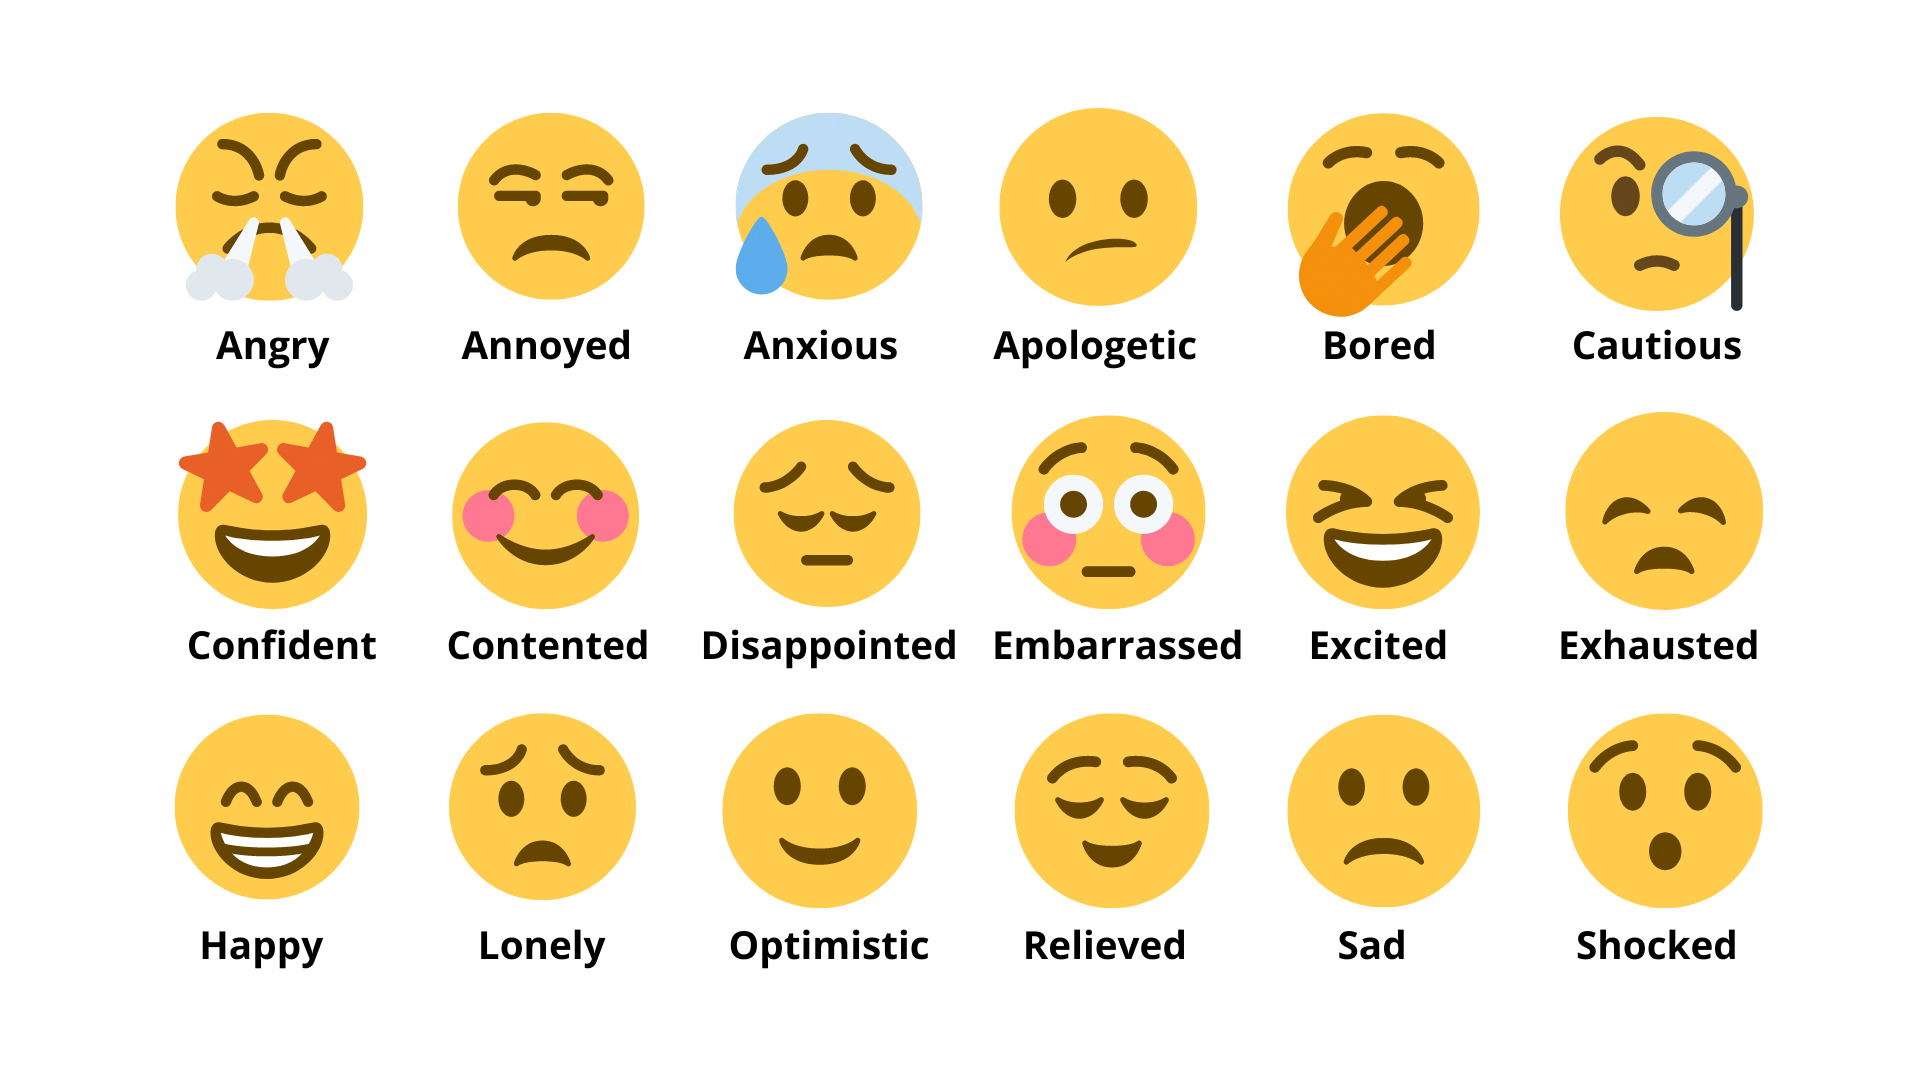 Angry Annoyed Anxious Apologetic Bored Cautious
Confident Contented Disappointed Embarrassed Excited Exhausted
Happy Lonely Optimistic Relieved Sad Shocked